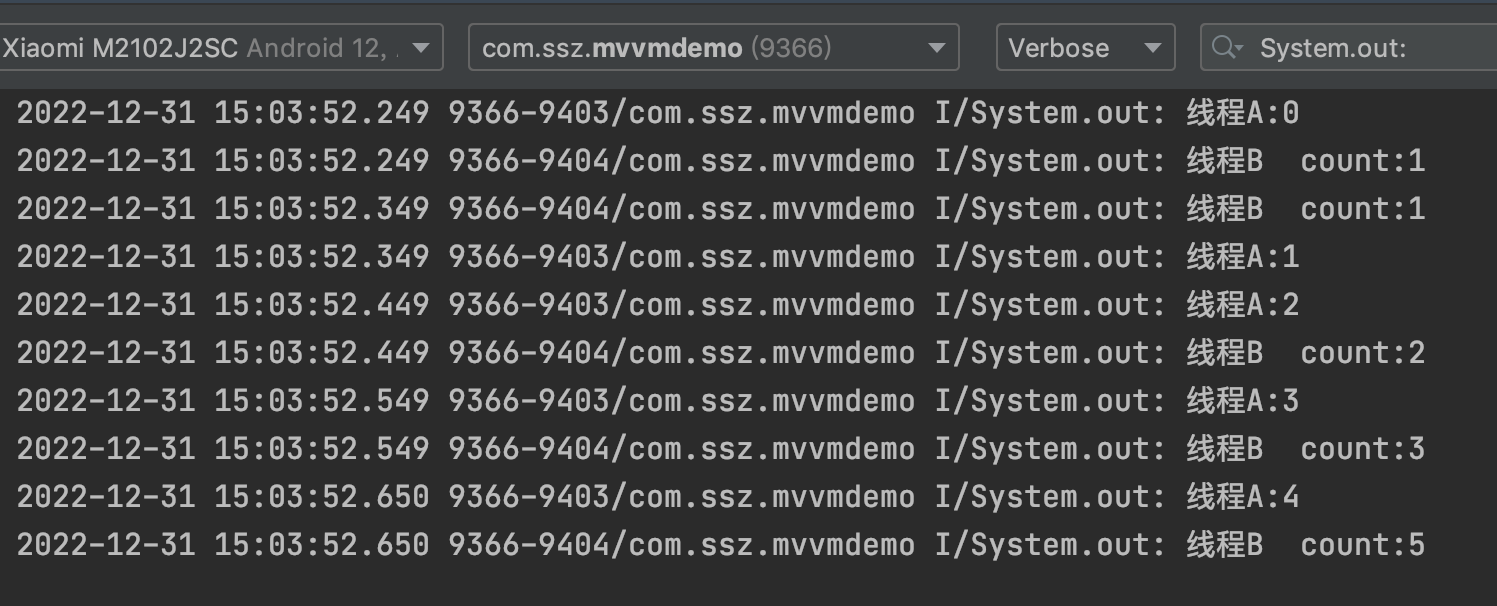 Xiaomi M2102J2SC Android 12, . com.ssz.mvvmdemo (9366) Verbose System.out:
2022-12-31 15:03:52.249 9366-9403/com.ssz.mvvmdemo I/System.out: 线程A:0
2022-12-31 15:03:52.249 9366-9404/com.ssz.mvvmdemo I/System.out: 线程B  count:1
2022-12-31 15:03:52.349 9366-9404/com.ssz.mvvmdemo I/System.out: 线程B  count:1
2022-12-31 15:03:52.349 9366-9403/com.ssz.mvvmdemo I/System.out: 线程A:1
2022-12-31 15:03:52.449 9366-9403/com.ssz.mvvmdemo I/System.out: 线程A:2
2022-12-31 15:03:52.449 9366-9404/com.ssz.mvvmdemo I/System.out: 线程B  count:2
2022-12-31 15:03:52.549 9366-9403/com.ssz.mvvmdemo I/System.out: 线程A:3
2022-12-31 15:03:52.549 9366-9404/com.ssz.mvvmdemo I/System.out: 线程B  count:3
2022-12-31 15:03:52.650 9366-9403/com.ssz.mvvmdemo I/System.out: 线程A:4
2022-12-31 15:03:52.650 9366-9404/com.ssz.mvvmdemo I/System.out: 线程B  count:5